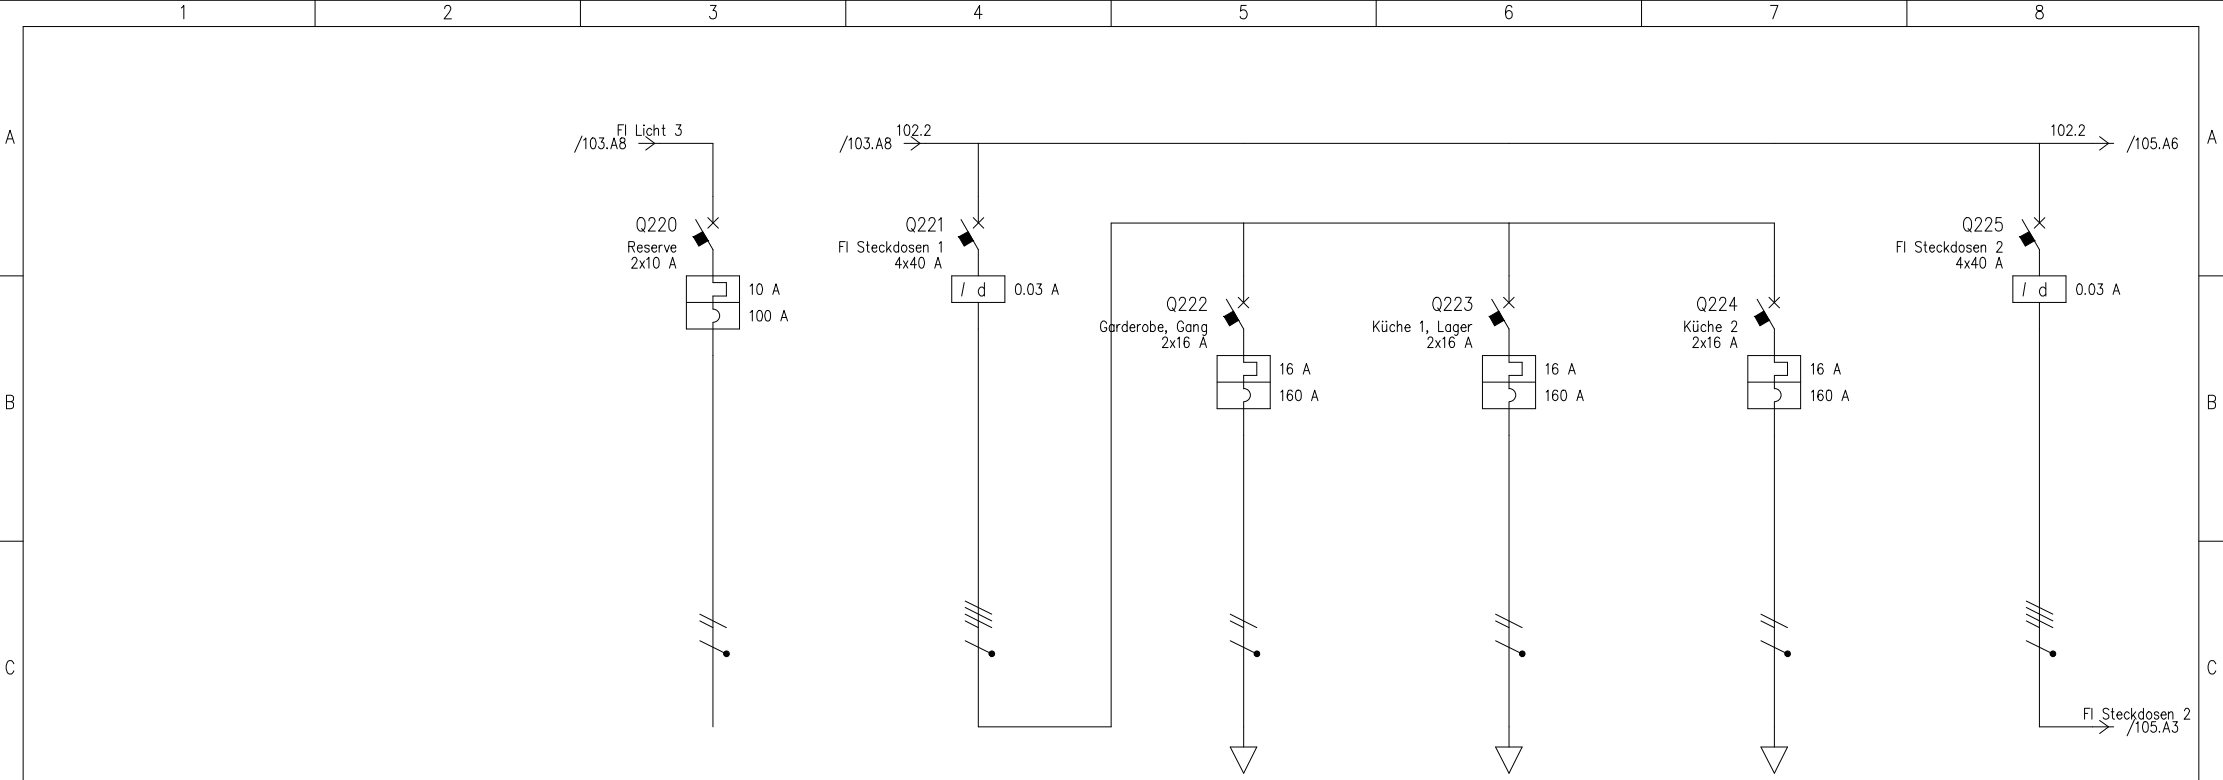 1 2 3 4 5 6 7 8
A A
FI Licht 3
/103.A8
102.2
/103.A8
102.2
/105.A6
Q220
Reserve
2x10 A
10 A
100 A
Q221
FI Steckdosen 1
4x40 A
I d 0.03 A
Q222
Garderobe, Gang
2x16 A
16 A
160 A
Q223
Küche 1, Lager
2x16 A
16 A
160 A
Q224
Küche 2
2x16 A
16 A
160 A
Q225
FI Steckdosen 2
4x40 A
I d 0.03 A
B B
C C
FI Steckdosen 2
/105.A3